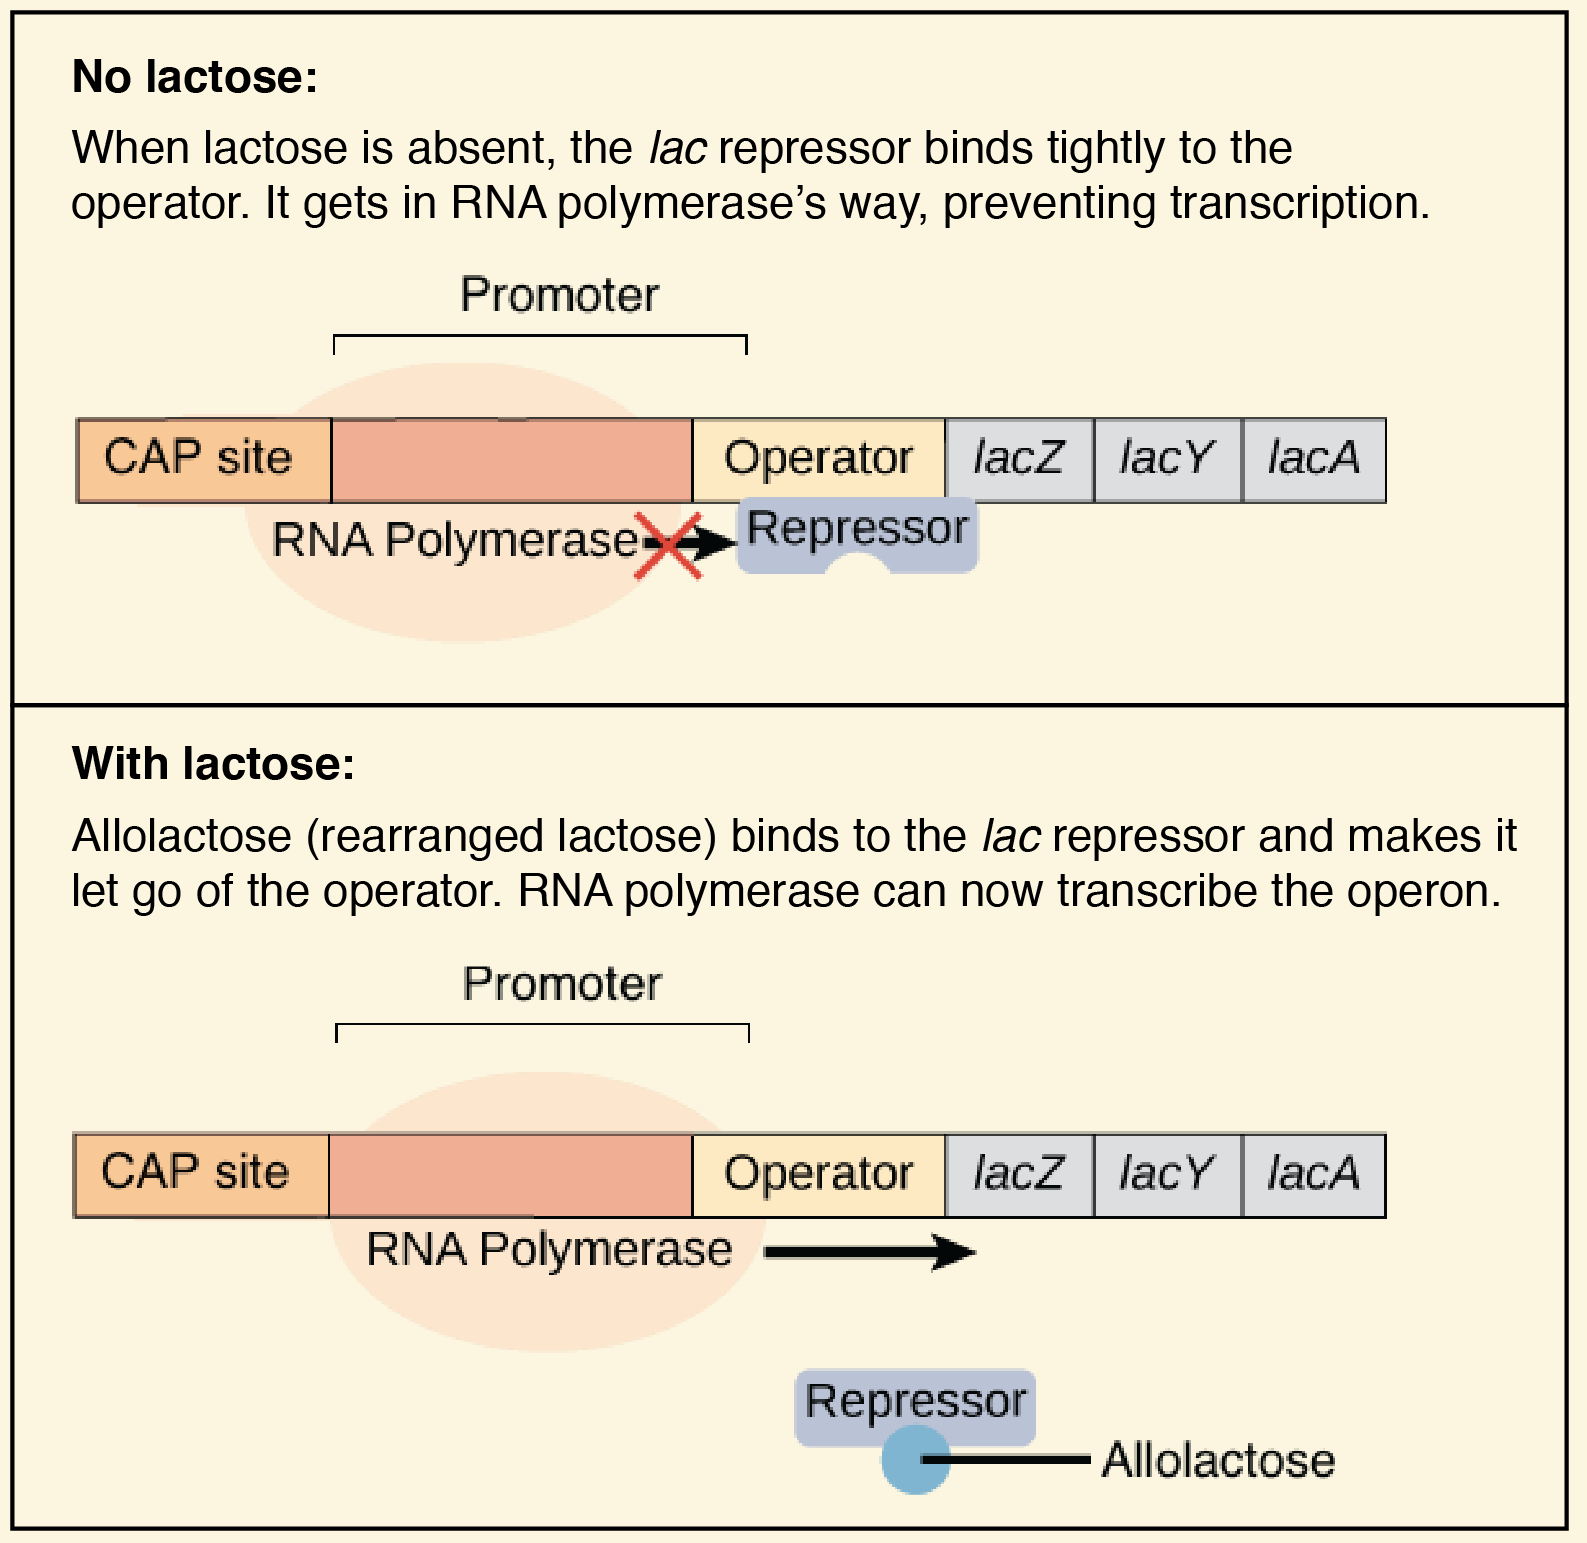 No lactose:
When lactose is absent, the lac repressor binds tightly to the
operator. It gets in RNA polymerase’s way, preventing transcription.
Promoter
CAP site Operator lacZ lacY lacA
RNA Polymerase Repressor
With lactose:
Allolactose (rearranged lactose) binds to the lac repressor and makes it
let go of the operator. RNA polymerase can now transcribe the operon.
Promoter
CAP site Operator lacZ lacY lacA
RNA Polymerase
Repressor
Allolactose